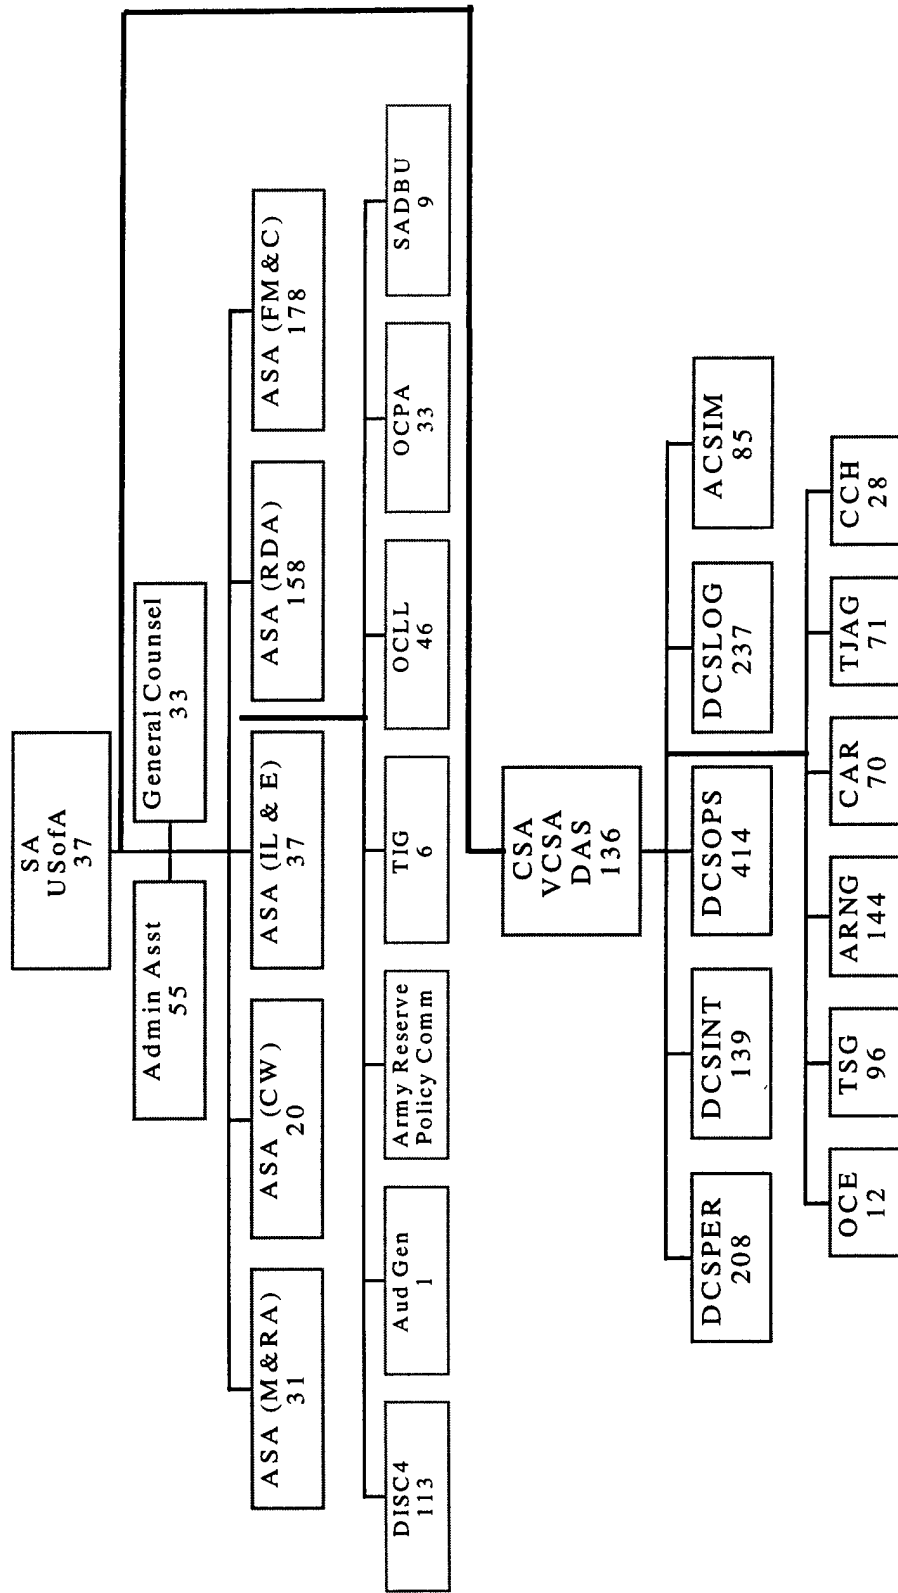 SA
USofA
37
Admin Asst
55
General Counsel
33
ASA (M&RA)
31
ASA (CW)
20
ASA (IL & E)
37
ASA (RDA)
158
ASA (FM&C)
178
DISC4
113
Aud Gen
1
Army Reserve
Policy Comm
TIG
6
OCLL
46
OCPA
33
SADBU
9
CSA
VCSA
DAS
136
DCSPER
208
DCSINT
139
DCSOPS
414
DCSLOG
237
ACSIM
85
OCE
12
TSG
96
ARNG
144
CAR
70
TJAG
71
CCH
28